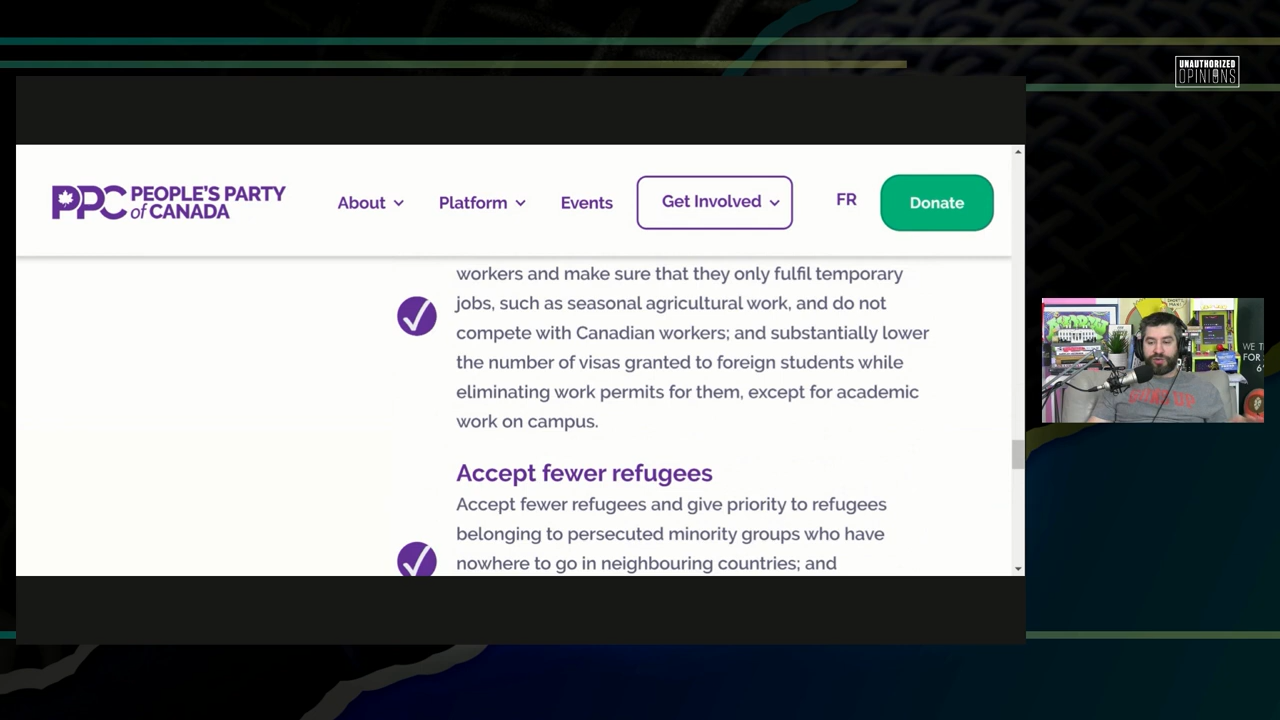 UNAUTHORIZED
OPINIONS
PPC PEOPLE'S PARTY
of CANADA
About
Platform
Events
Get Involved
FR
Donate
workers and make sure that they only fulfil temporary
jobs, such as seasonal agricultural work, and do not
compete with Canadian workers; and substantially lower
the number of visas granted to foreign students while
eliminating work permits for them, except for academic
work on campus.
Accept fewer refugees
Accept fewer refugees and give priority to refugees
belonging to persecuted minority groups who have
nowhere to go in neighbouring countries; and
WE
FOR